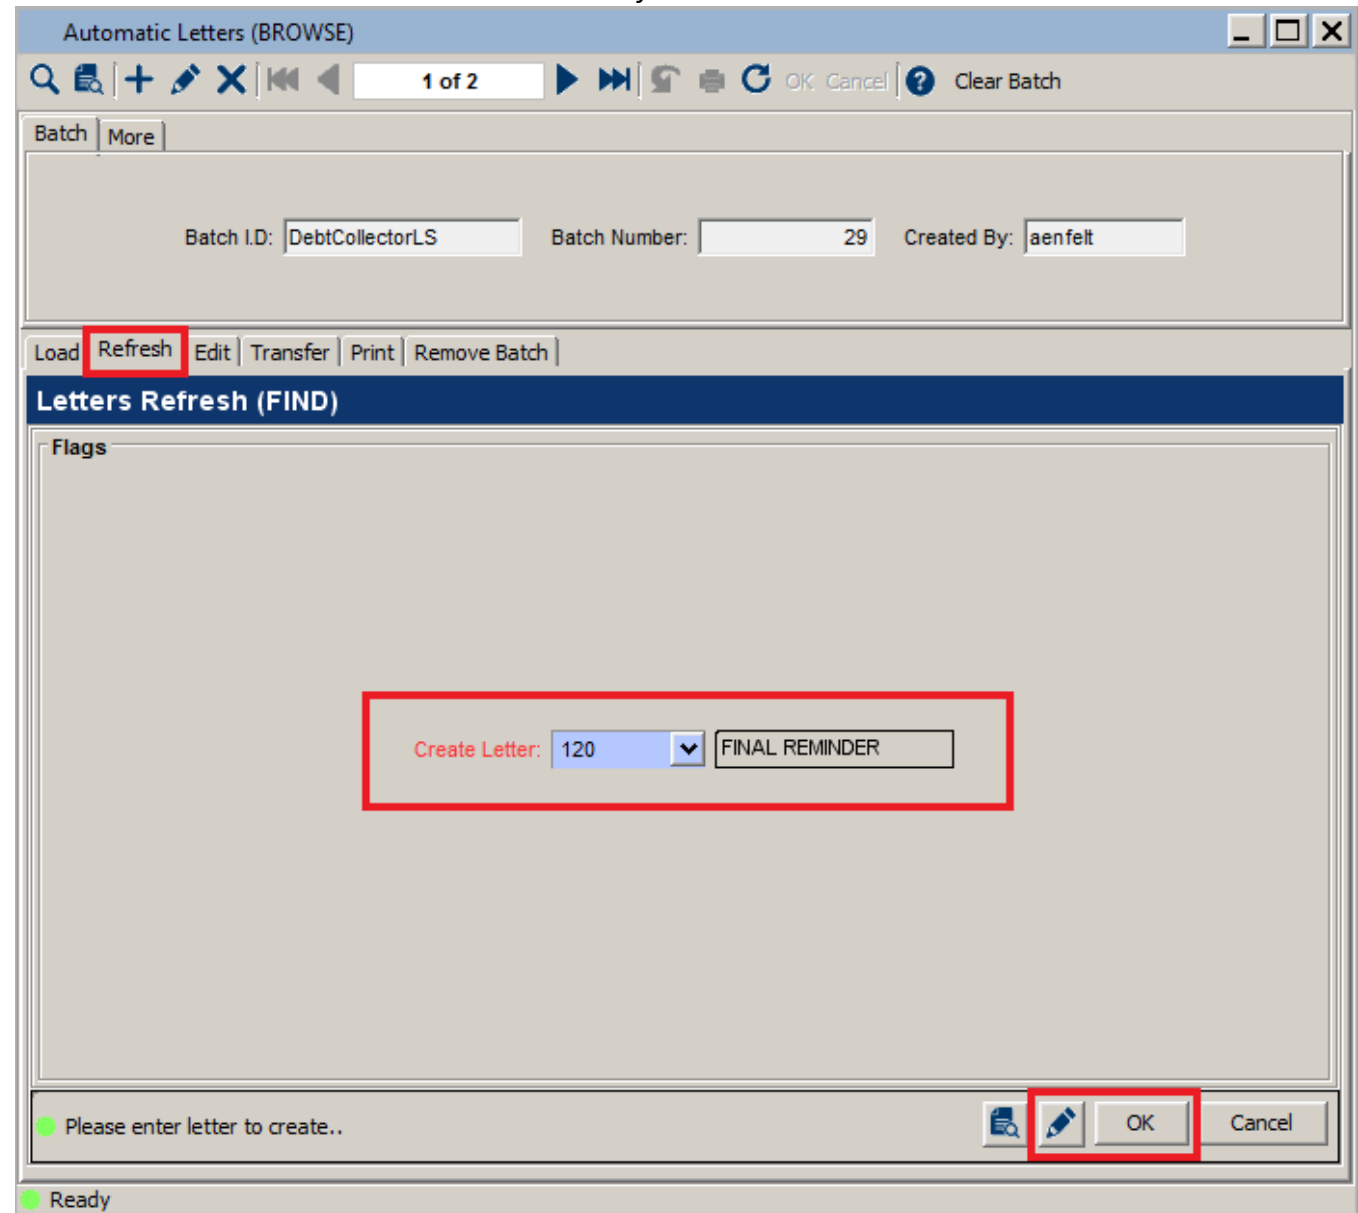 Automatic Letters (BROWSE)
1 of 2 OK Cancel Clear Batch
Batch More
Batch I.D: DebtCollectorLS Batch Number: 29 Created By: aenfelt
Load Refresh Edit Transfer Print Remove Batch
Letters Refresh (FIND)
Flags
Create Letter: 120 FINAL REMINDER
Please enter letter to create.. OK Cancel
Ready